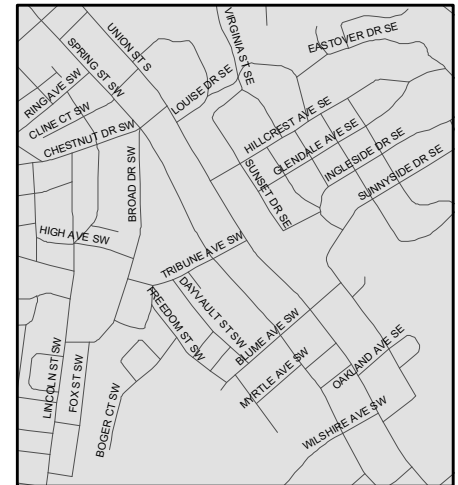 UNION ST S
VIRGINIA ST SE
EASTOVER DR SE
SPRING ST SW
RING AVE SW
LOUISE DR SE
CLINE CT SW
CHESTNUT DR SW
HILLCREST AVE SE
GLENDALE AVE SE
INGLESIDE DR SE
SUNNYSIDE DR SE
SUNSET DR SE
BROAD DR SW
HIGH AVE SW
TRIBUNE AVE SW
DAYVAULT ST SW
FREEDOM ST SW
BLUME AVE SW
MYRTLE AVE SW
OAKLAND AVE SE
WILSHIRE AVE SW
LINCOLN ST SW
FOX ST SW
BOGER CT SW